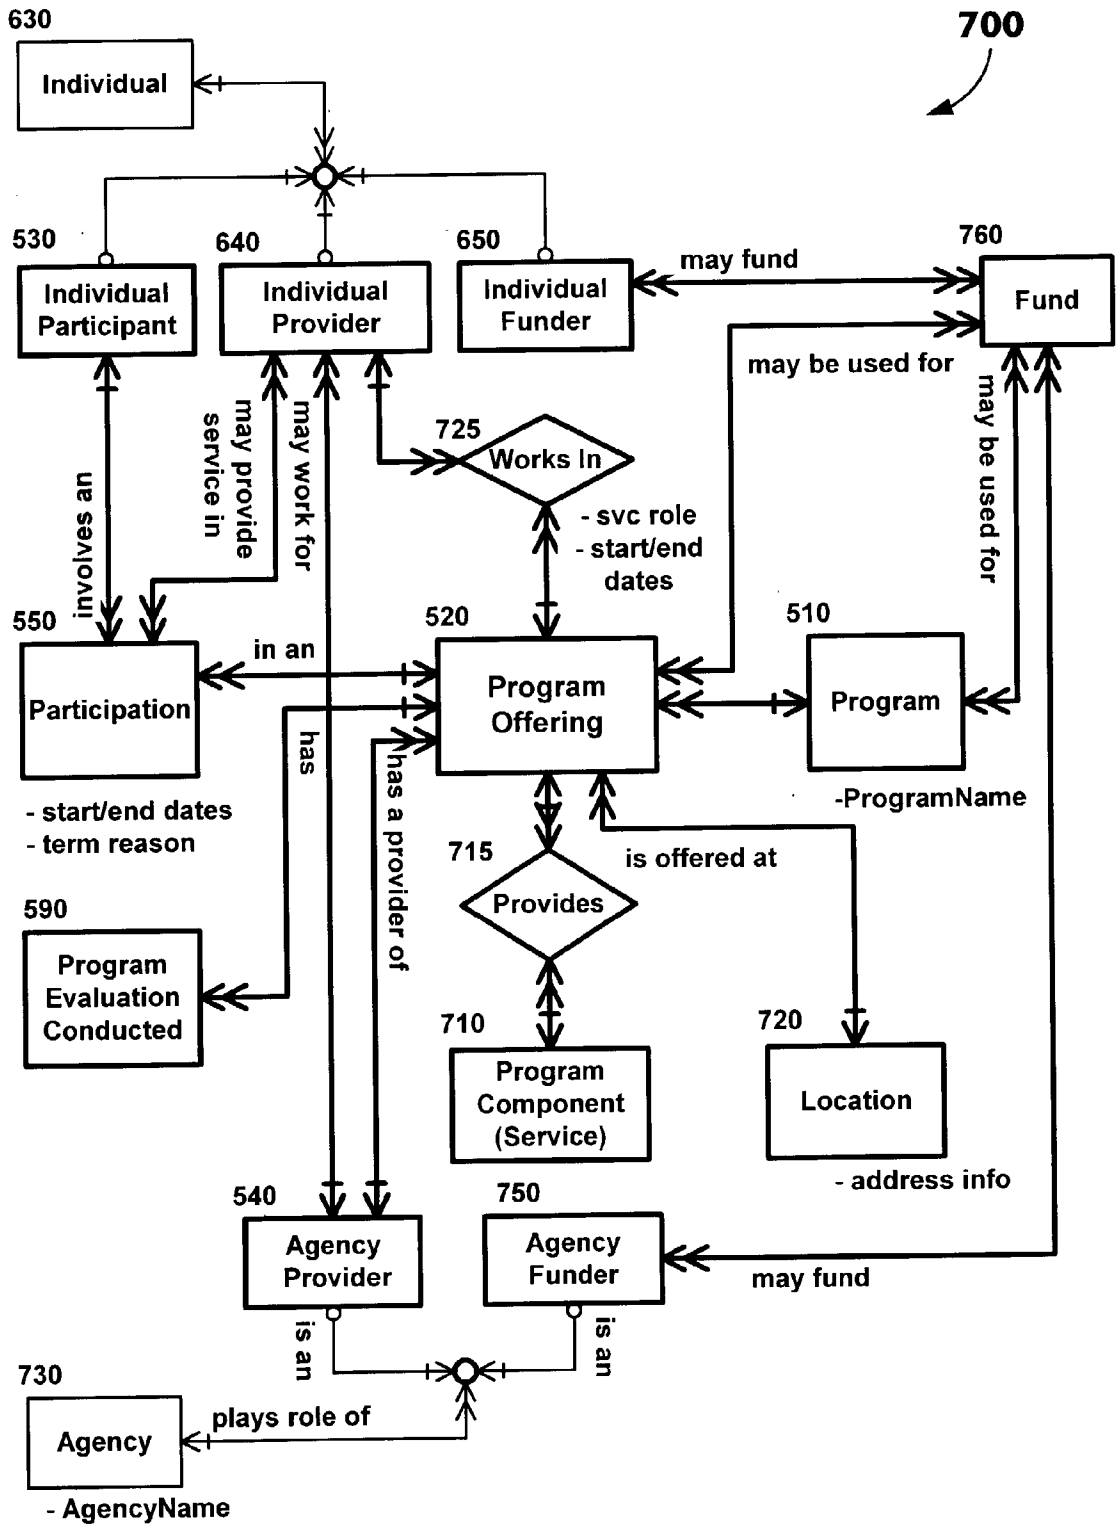 630
700
Individual
530
640
650
760
Individual
Participant
Individual
Provider
Individual
Funder
may fund
Fund
may be used for
may be used for
725
Works In
may provide
service in
may work for
involves an
- svc role
- start/end
dates
550
520
510
in an
Participation
Program
Offering
Program
has
has a provider of
- start/end dates
- term reason
-ProgramName
715
is offered at
Provides
590
Program
Evaluation
Conducted
710
720
Program
Component
(Service)
Location
- address info
540
750
Agency
Provider
Agency
Funder
may fund
is an
is an
730
plays role of
Agency
- AgencyName